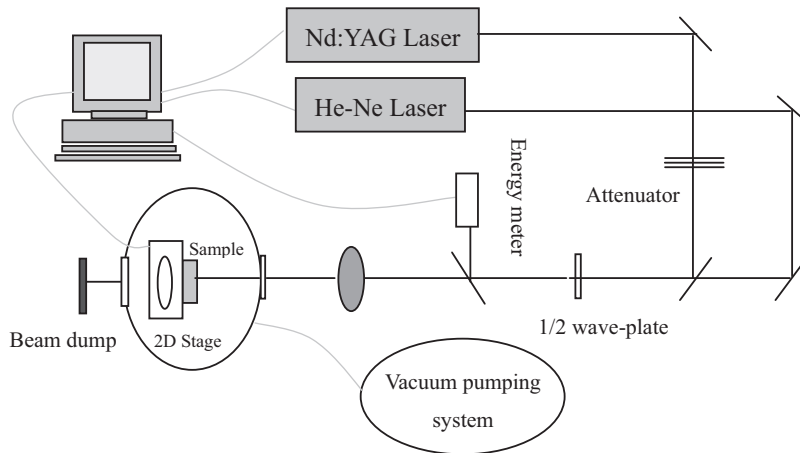 Nd:YAG Laser
He-Ne Laser
Energy meter
Attenuator
Sample
1/2 wave-plate
Beam dump
2D Stage
Vacuum pumping
system